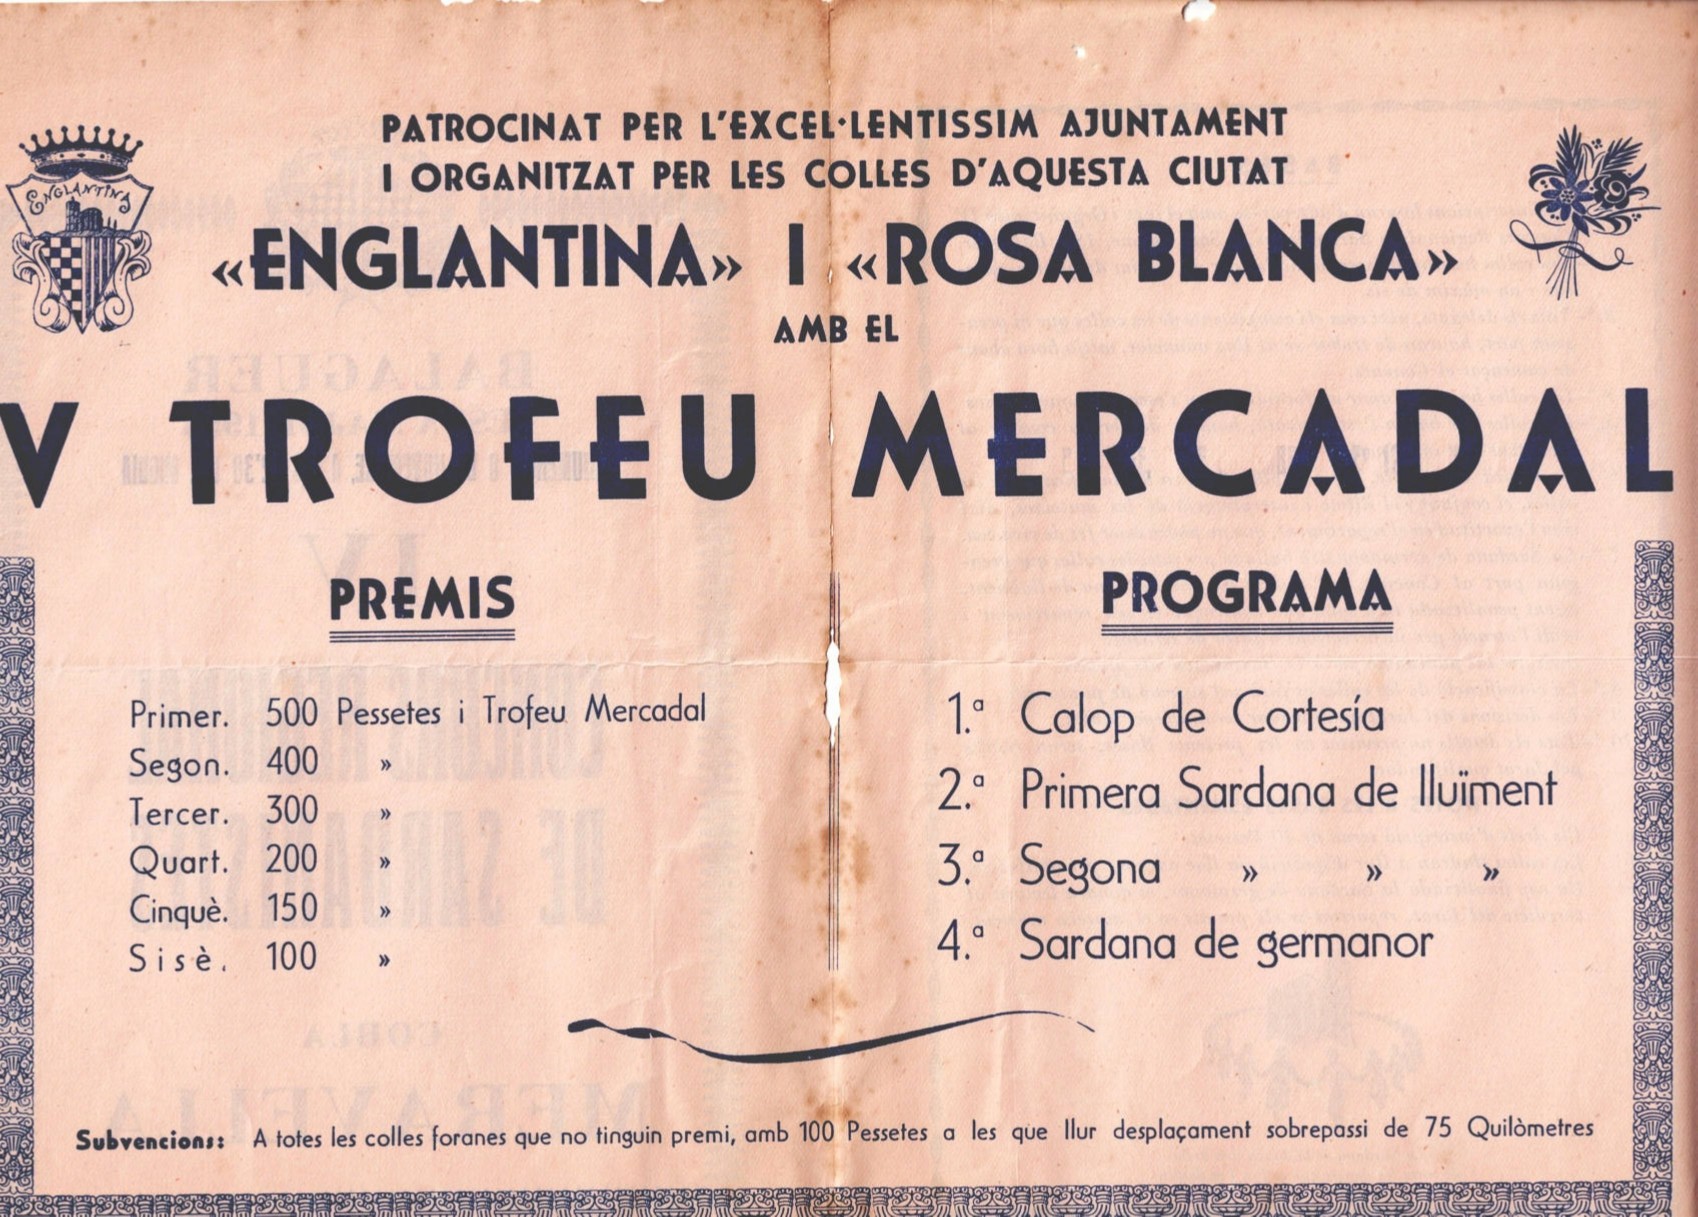 PATROCINAT PER L'EXCEL·LENTISSIM AJUNTAMENT
I ORGANITZAT PER LES COLLES D'AQUESTA CIUTAT
ENGLANTINA
«ENGLANTINA» I «ROSA BLANCA»
AMB EL
V TROFEU MERCADAL
PREMIS
Primer. 500 Pessetes i Trofeu Mercadal
Segon. 400 »
Tercer. 300 »
Quart. 200 »
Cinquè. 150 »
Sisè. 100 »
PROGRAMA
1.ª Calop de Cortesía
2.ª Primera Sardana de lluïment
3.ª Segona » » »
4.ª Sardana de germanor
Subvencions: A totes les colles foranes que no tinguin premi, amb 100 Pessetes a les que llur desplaçament sobrepassi de 75 Quilòmetres